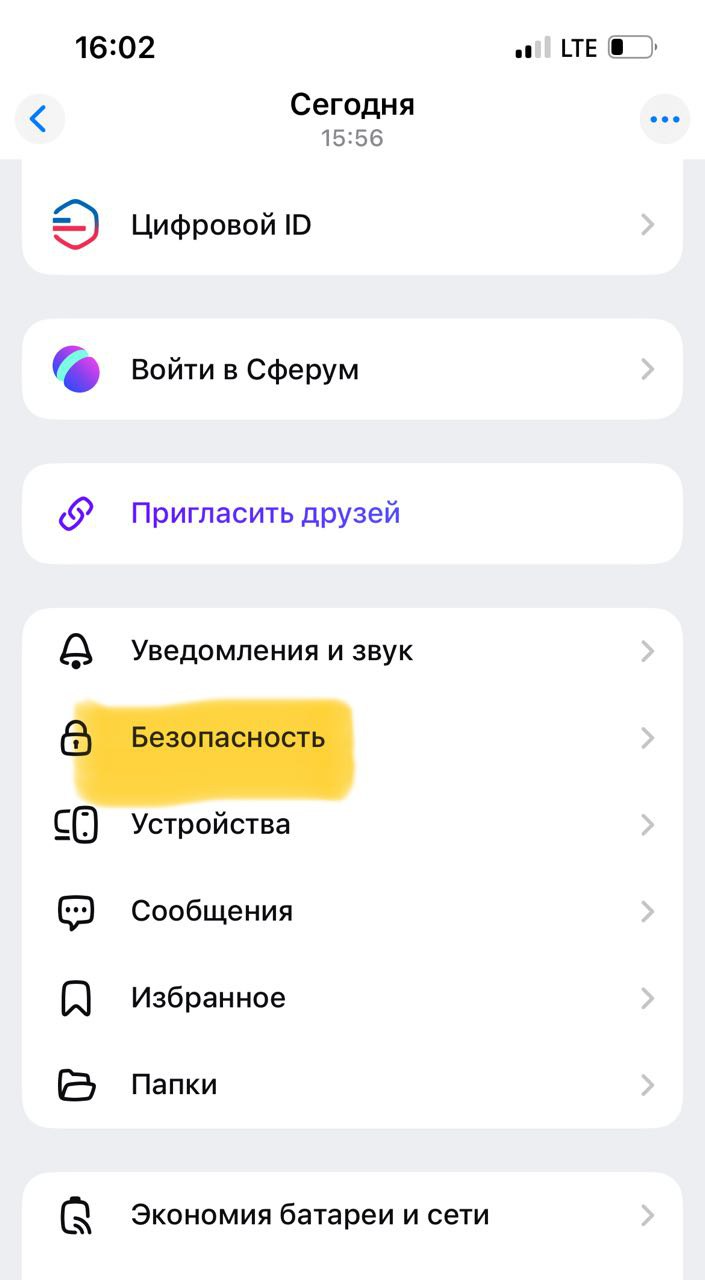 16:02
LTE
Сегодня
15:56
Цифровой ID
Войти в Сферум
Пригласить друзей
Уведомления и звук
Безопасность
Устройства
Сообщения
Избранное
Папки
Экономия батареи и сети